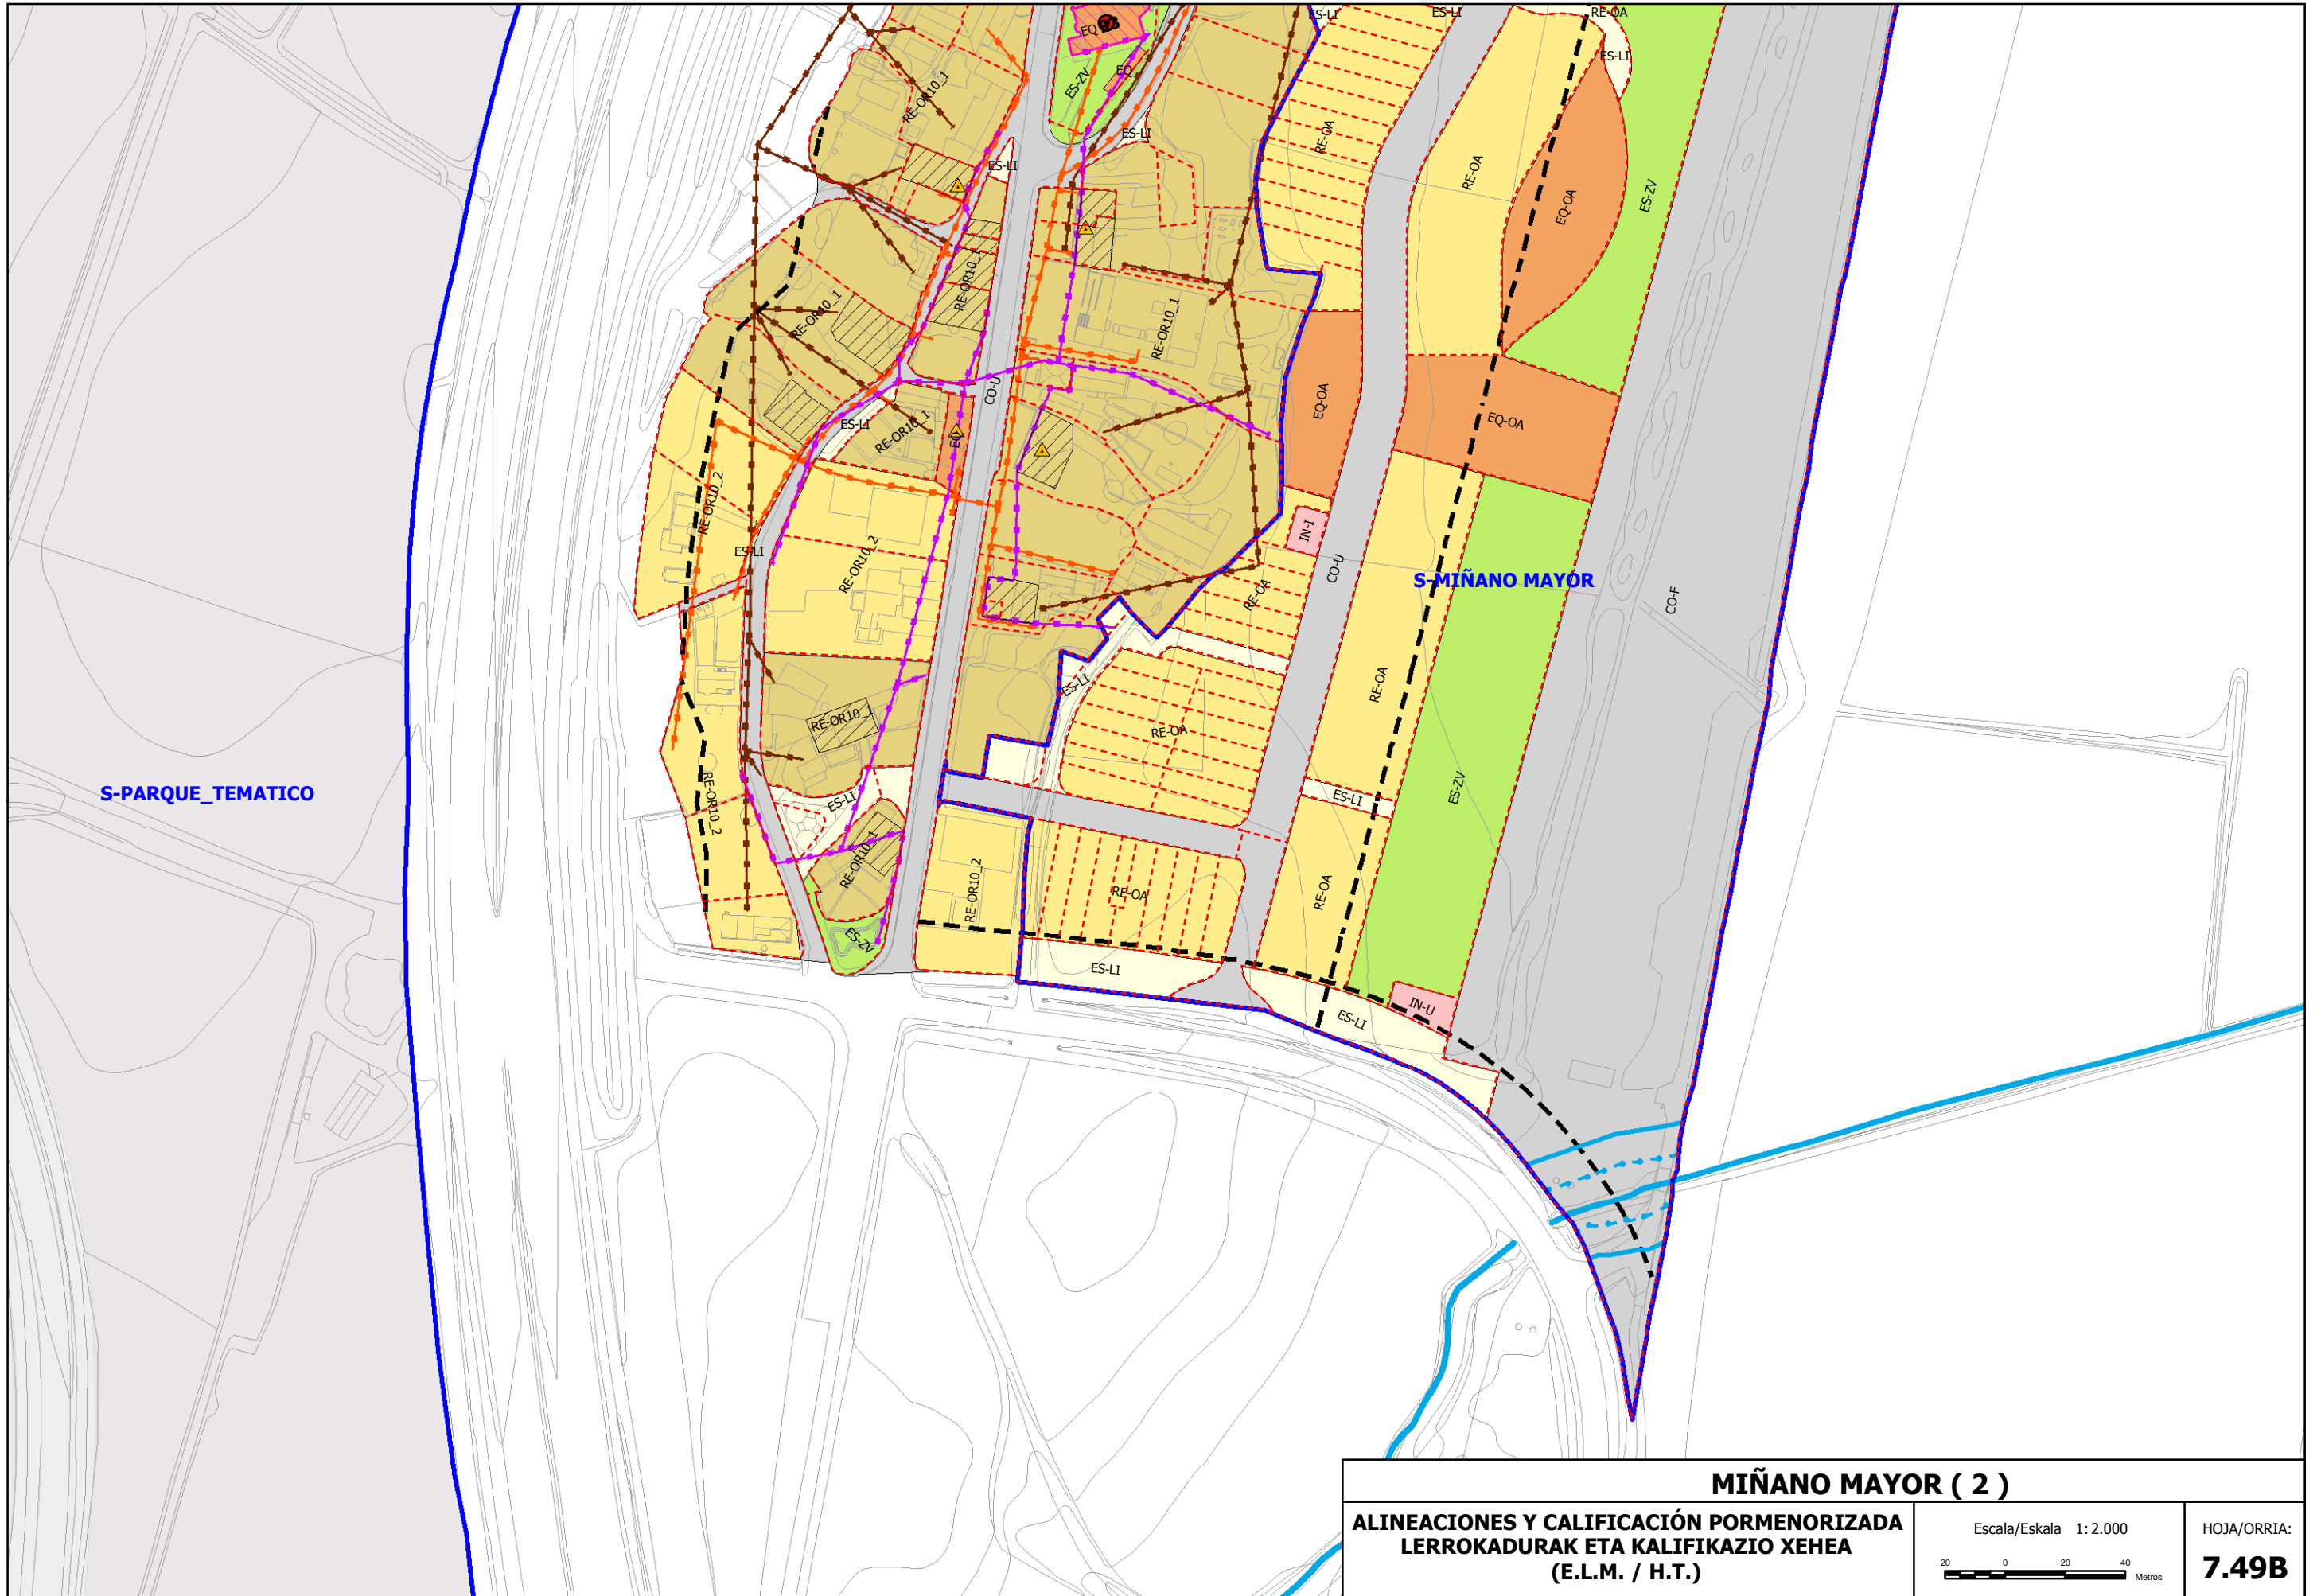 ES-LI
ES-LI
RE-OA
EQ
ES-LI
EQ
ES-ZV
RE-OR10_1
ES-LI
RE-OA
ES-LI
RE-OA
EQ-OA
ES-ZV
RE-OR10_1
RE-OR10_1
RE-OR10_1
CO-U
EQ-OA
EQ-OA
ES-LI
RE-OR10_1
EQ
RE-OR10_2
IN-I
ES-LI
RE-OR10_2
CO-U
S-MIÑANO MAYOR
RE-OA
CO-F
ES-LI
RE-OA
RE-OR10_1
RE-OA
S-PARQUE_TEMATICO
RE-OR10_2
ES-LI
ES-LI
ES-ZV
RE-OR10_1
RE-OR10_2
RE-OA
RE-OA
ES-ZV
ES-LI
IN-U
ES-LI
MIÑANO MAYOR ( 2 )
ALINEACIONES Y CALIFICACIÓN PORMENORIZADA
LERROKADURAK ETA KALIFIKAZIO XEHEA
(E.L.M. / H.T.)
Escala/Eskala 1:2.000
20 0 20 40
Metros
HOJA/ORRIA:
7.49B